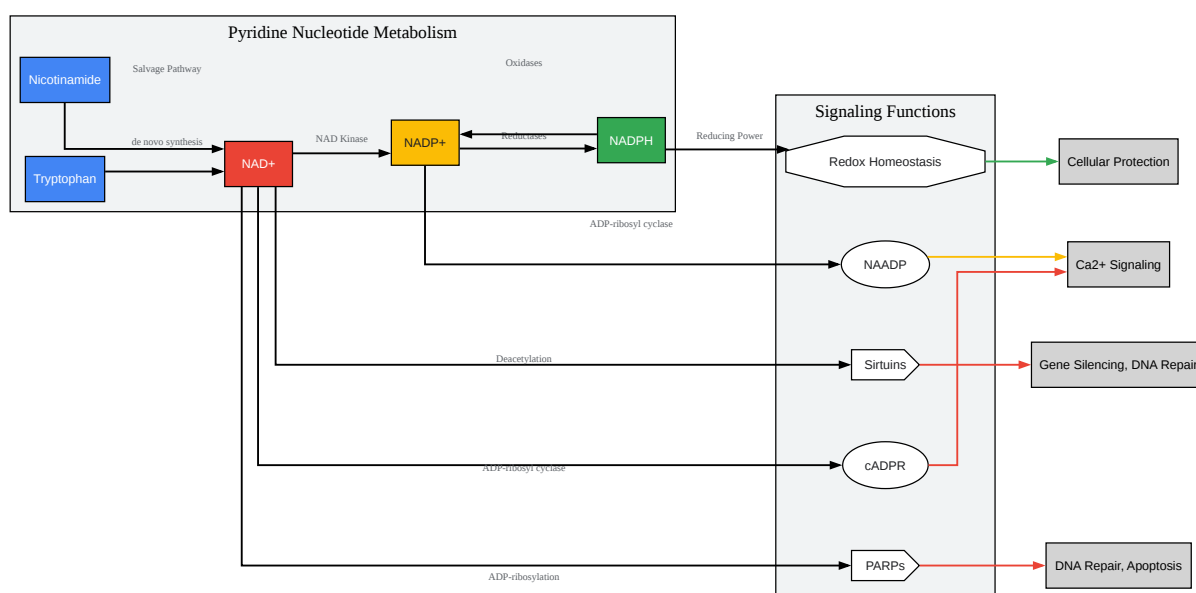 Pyridine Nucleotide Metabolism
Oxidases
Salvage Pathway
Nicotinamide
Signaling Functions
de novo synthesis
NAD Kinase
NADP+
Reductases
NADPH
Reducing Power
NAD+
Redox Homeostasis
Cellular Protection
Tryptophan
ADP-ribosyl cyclase
NAADP
Ca2+ Signaling
Deacetylation
Sirtuins
Gene Silencing, DNA Repair
ADP-ribosyl cyclase
cADPR
ADP-ribosylation
PARPs
DNA Repair, Apoptosis